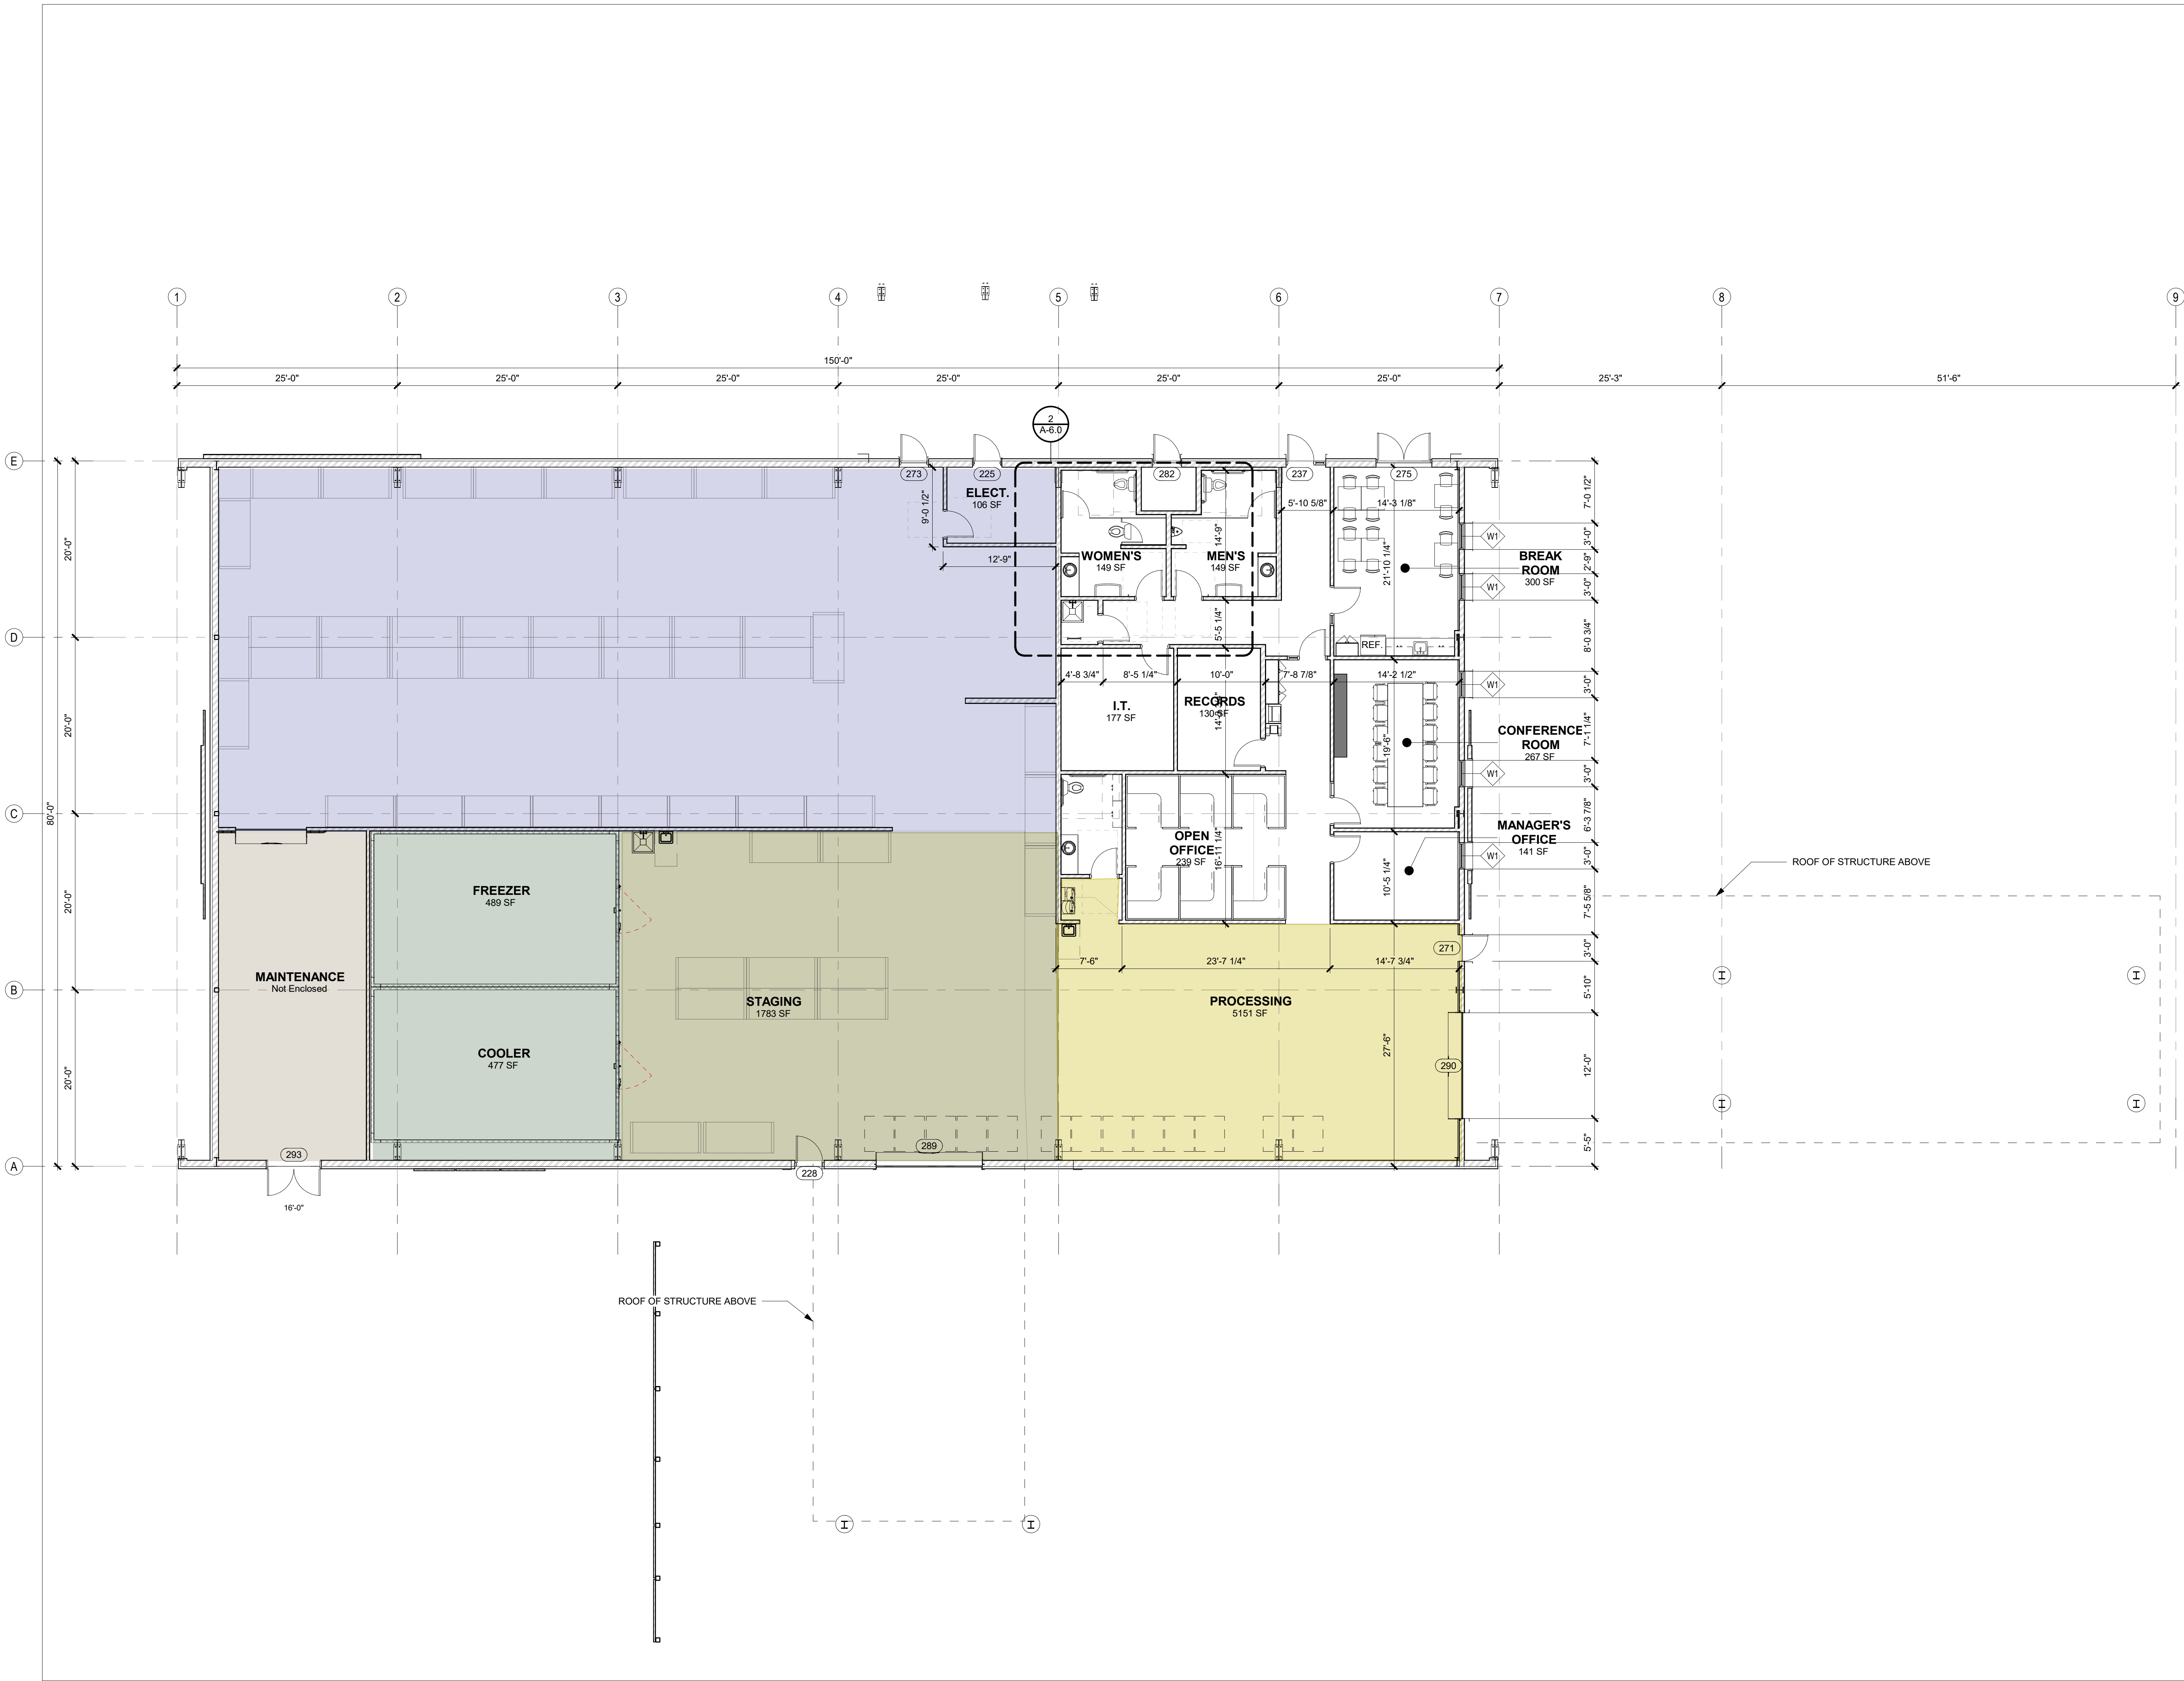 1
2
3
4
5
6
7
8
9
150'-0"
25'-0"
25'-0"
25'-0"
25'-0"
25'-0"
25'-0"
25'-3"
51'-6"
2
A-6.0
E
D
C
B
A
80'-0"
20'-0"
20'-0"
20'-0"
20'-0"
273
225
282
237
275
ELECT.
106 SF
9'-0 1/2"
12'-9"
WOMEN'S
149 SF
MEN'S
149 SF
14'-9"
5'-5 1/4"
5'-10 5/8"
14'-3 1/8"
21'-10 1/4"
REF.
BREAK
ROOM
300 SF
W1
W1
W1
W1
W1
7'-0 1/2"
3'-0"
2'-9"
3'-0"
8'-0 3/4"
3'-0"
7'-1 1/4"
3'-0"
6'-3 7/8"
3'-0"
7'-5 5/8"
3'-0"
5'-10"
12'-0"
5'-5"
4'-8 3/4"
8'-5 1/4"
10'-0"
7'-8 7/8"
14'-2 1/2"
I.T.
177 SF
RECORDS
130 SF
19'-6"
CONFERENCE
ROOM
267 SF
OPEN
OFFICE
239 SF
16'-11 1/4"
MANAGER'S
OFFICE
141 SF
10'-5 1/4"
ROOF OF STRUCTURE ABOVE
FREEZER
489 SF
COOLER
477 SF
MAINTENANCE
Not Enclosed
STAGING
1783 SF
PROCESSING
5151 SF
7'-6"
23'-7 1/4"
14'-7 3/4"
27'-6"
271
290
293
289
228
16'-0"
ROOF OF STRUCTURE ABOVE